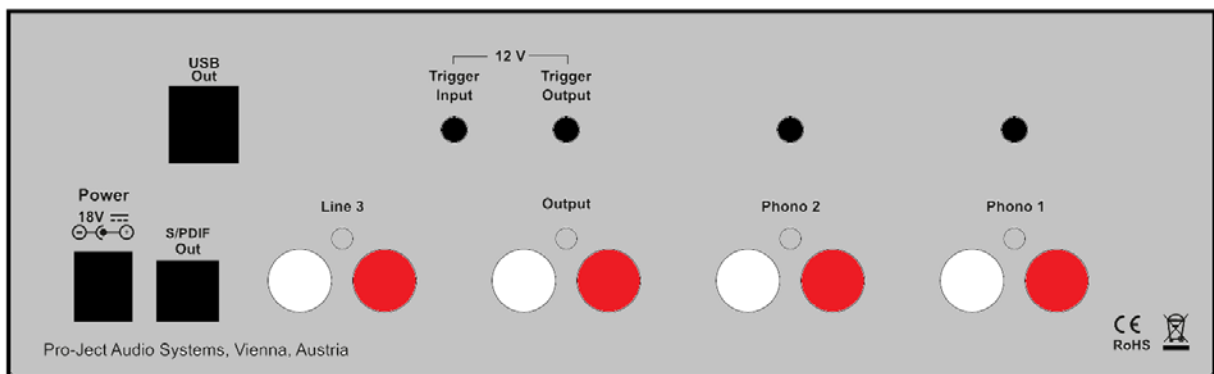 USB
Out
12 V
Trigger
Input
Trigger
Output
Power
18V
S/PDIF
Out
Line 3
Output
Phono 2
Phono 1
Pro-Ject Audio Systems, Vienna, Austria
CE
RoHS